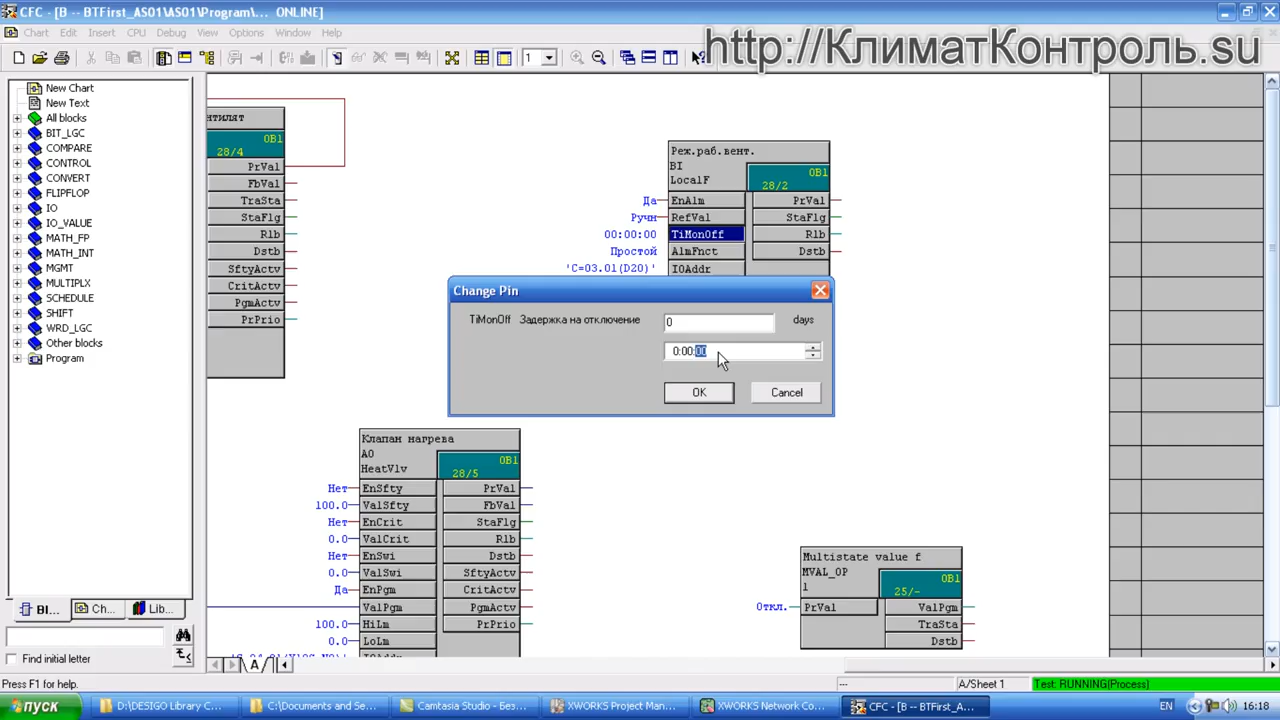 CFC - [B -- BTFirst_AS01\AS01\Program\... ONLINE]
http://КлиматКонтроль.su
Chart Edit Insert CPU Debug View Options Window Help
1
New Chart
New Text
All blocks
BIT_LGC
COMPARE
CONTROL
CONVERT
FLIPFLOP
IO
IO_VALUE
MATH_FP
MATH_INT
MGMT
MULTIPLX
SCHEDULE
SHIFT
WRD_LGC
Other blocks
Program
BI... Ch... Lib...
Find initial letter
нтилят
OB1
28/4
PrVal
FbVal
TraSta
StaFlg
Rlb
Dstb
SftyActv
CritActv
PgmActv
PrPrio
Реж.раб.вент.
BI
LocalF
OB1
28/2
Да EnAlm PrVal
Ручн RefVal StaFlg
00:00:00 TiMonOff Rlb
Простой AlmFnct Dstb
'C=03.01(D20)' IOAddr
Change Pin
TiMonOff Задержка на отключение 0 days
0:00:00
OK Cancel
Клапан нагрева
AO
HeatVlv
OB1
28/5
Нет EnSfty PrVal
100.0 ValSfty FbVal
Нет EnCrit StaFlg
0.0 ValCrit Rlb
Нет EnSwi Dstb
0.0 ValSwi SftyActv
Да EnPgm CritActv
ValPgm PgmActv
100.0 HiLm PrPrio
0.0 LoLm
Multistate value f
MVAL_OP
1
OB1
25/-
Откл. PrVal ValPgm
TraSta
Dstb
A
Press F1 for help. --- A/Sheet 1 Test: RUNNING(Process)
пуск D:\DESIGO Library C... C:\Documents and Se... Camtasia Studio - Без... XWORKS Project Man... XWORKS Network Co... CFC - [B -- BTFirst_A... EN 16:18